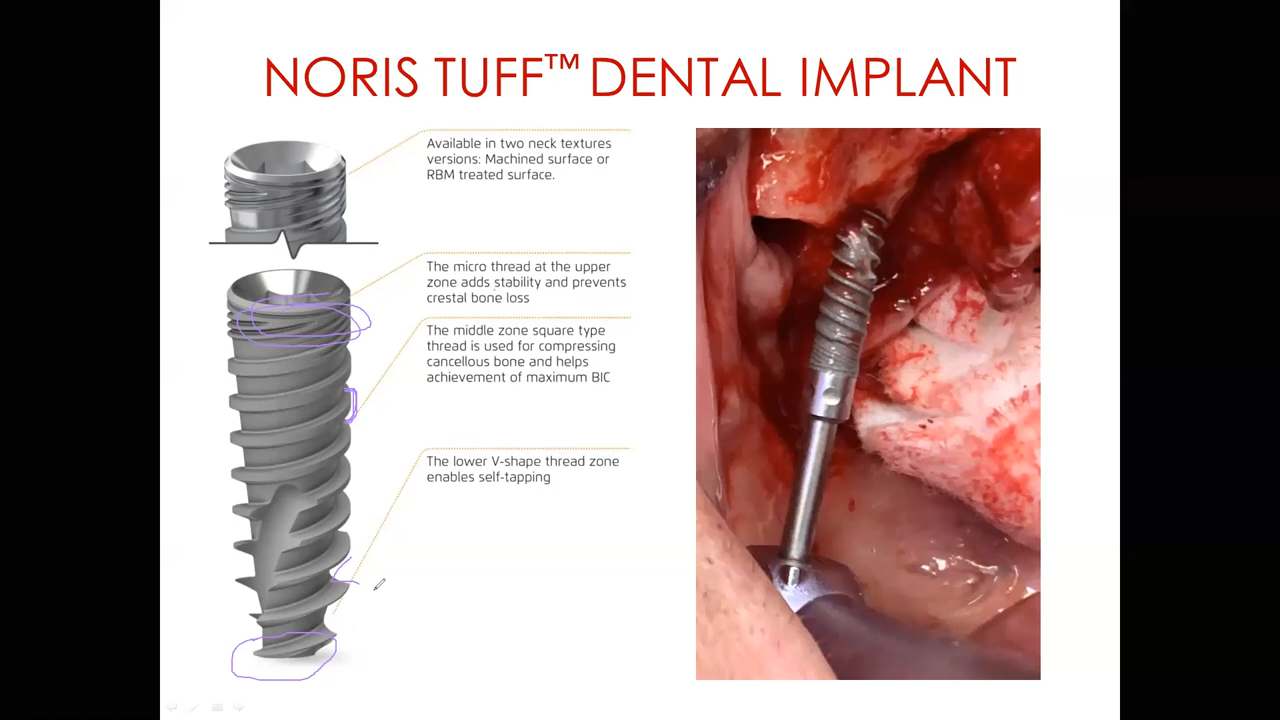 NORIS TUFF™ DENTAL IMPLANT
Available in two neck textures
versions: Machined surface or
RBM treated surface.
The micro thread at the upper
zone adds stability and prevents
crestal bone loss
The middle zone square type
thread is used for compressing
cancellous bone and helps
achievement of maximum BIC
The lower V-shape thread zone
enables self-tapping